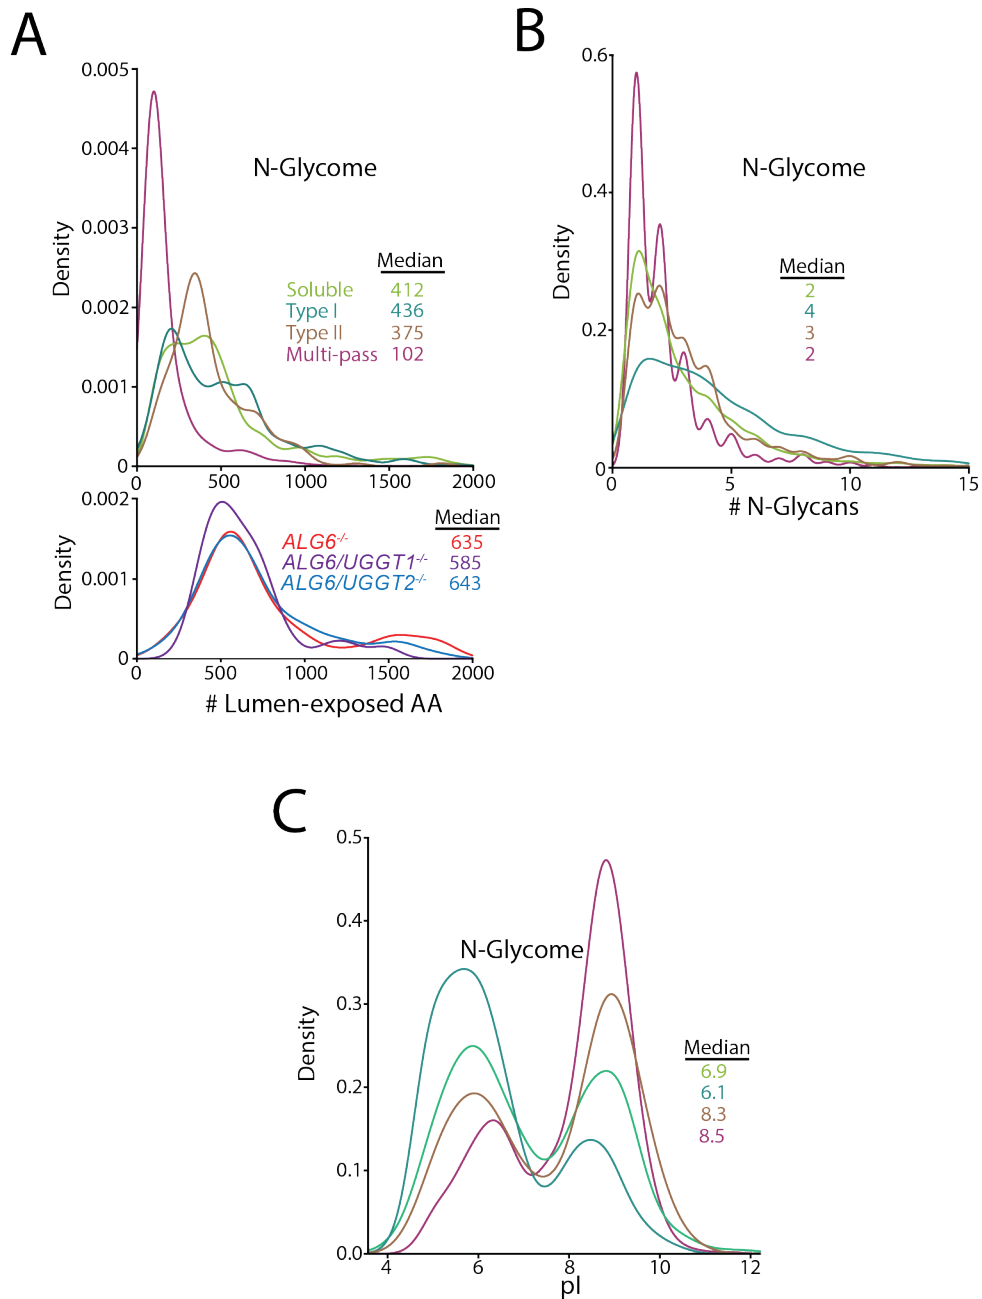 A
B
0.005
0.004
0.003
0.002
0.001
0
Density
N-Glycome
Median
Soluble 412
Type I 436
Type II 375
Multi-pass 102
0 500 1000 1500 2000
0.002
0.001
0
Density
Median
ALG6-/- 635
ALG6/UGGT1-/- 585
ALG6/UGGT2-/- 643
0 500 1000 1500 2000
# Lumen-exposed AA
0.6
0.4
0.2
0
Density
N-Glycome
Median
2
4
3
2
0 5 10 15
# N-Glycans
C
0.5
0.4
0.3
0.2
0.1
0.0
Density
N-Glycome
Median
6.9
6.1
8.3
8.5
4 6 8 10 12
pI